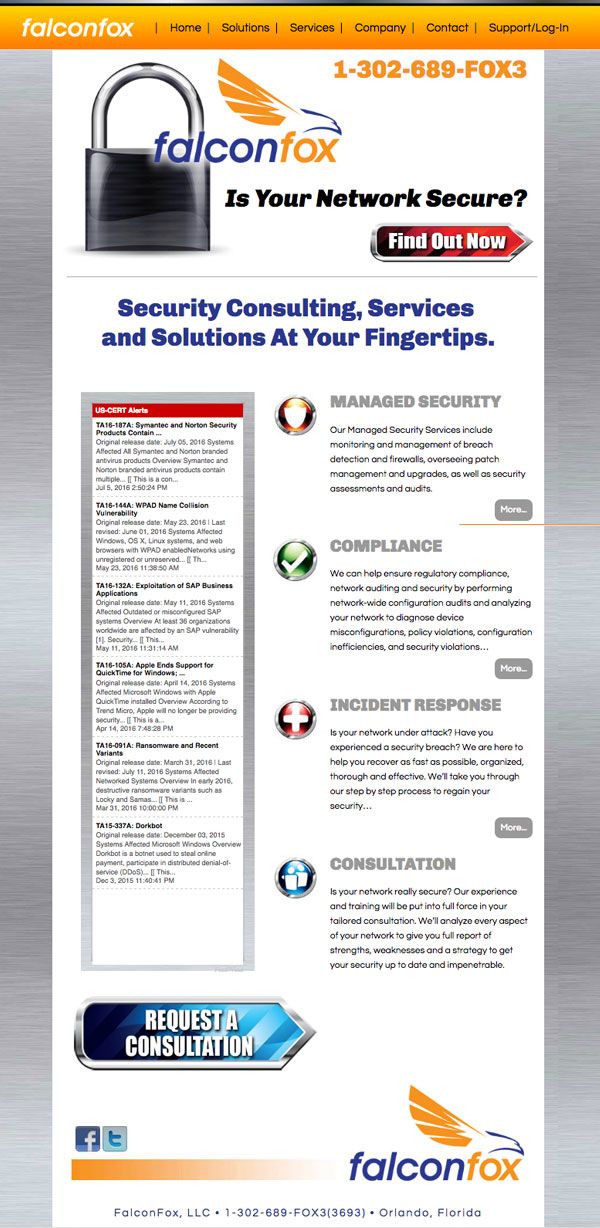 falconfox | Home | Solutions | Services | Company | Contact | Support/Log-In
1-302-689-FOX3
falconfox
Is Your Network Secure?
Find Out Now
Security Consulting, Services
and Solutions At Your Fingertips.
US-CERT Alerts
TA16-187A: Symantec and Norton Security
Products Contain ...
Original release date: July 05, 2016 Systems
Affected All Symantec and Norton branded
antivirus products Overview Symantec and
Norton branded antivirus products contain
multiple... [[ This is a con...
Jul 5, 2016 2:50:24 PM
TA16-144A: WPAD Name Collision
Vulnerability
Original release date: May 23, 2016 | Last
revised: June 01, 2016 Systems Affected
Windows, OS X, Linux systems, and web
browsers with WPAD enabledNetworks using
unregistered or unreserved... [[ Th...
May 23, 2016 11:38:50 AM
TA16-132A: Exploitation of SAP Business
Applications
Original release date: May 11, 2016 Systems
Affected Outdated or misconfigured SAP
systems Overview At least 36 organizations
worldwide are affected by an SAP vulnerability
[1]. Security... [[ This...
May 11, 2016 11:31:14 AM
TA16-105A: Apple Ends Support for
QuickTime for Windows; ...
Original release date: April 14, 2016 Systems
Affected Microsoft Windows with Apple
QuickTime installed Overview According to
Trend Micro, Apple will no longer be providing
security... [[ This is a...
Apr 14, 2016 7:48:28 PM
TA16-091A: Ransomware and Recent
Variants
Original release date: March 31, 2016 | Last
revised: July 11, 2016 Systems Affected
Networked Systems Overview In early 2016,
destructive ransomware variants such as
Locky and Samas... [[ This is ...
Mar 31, 2016 10:00:00 PM
TA15-337A: Dorkbot
Original release date: December 03, 2015
Systems Affected Microsoft Windows Overview
Dorkbot is a botnet used to steal online
payment, participate in distributed denial-of-
service (DDoS)... [[ This...
Dec 3, 2015 11:40:41 PM
MANAGED SECURITY
Our Managed Security Services include
monitoring and management of breach
detection and firewalls, overseeing patch
management and upgrades, as well as security
assessments and audits.
More...
COMPLIANCE
We can help ensure regulatory compliance,
network auditing and security by performing
network-wide configuration audits and analyzing
your network to diagnose device
misconfigurations, policy violations, configuration
inefficiencies, and security violations…
More...
INCIDENT RESPONSE
Is your network under attack? Have you
experienced a security breach? We are here to
help you recover as fast as possible, organized,
thorough and effective. We'll take you through
our step by step process to regain your
security…
More...
CONSULTATION
Is your network really secure? Our experience
and training will be put into full force in your
tailored consultation. We'll analyze every aspect
of your network to give you full report of
strengths, weaknesses and a strategy to get
your security up to date and impenetrable.
REQUEST A
CONSULTATION
falconfox
FalconFox, LLC • 1-302-689-FOX3(3693) • Orlando, Florida